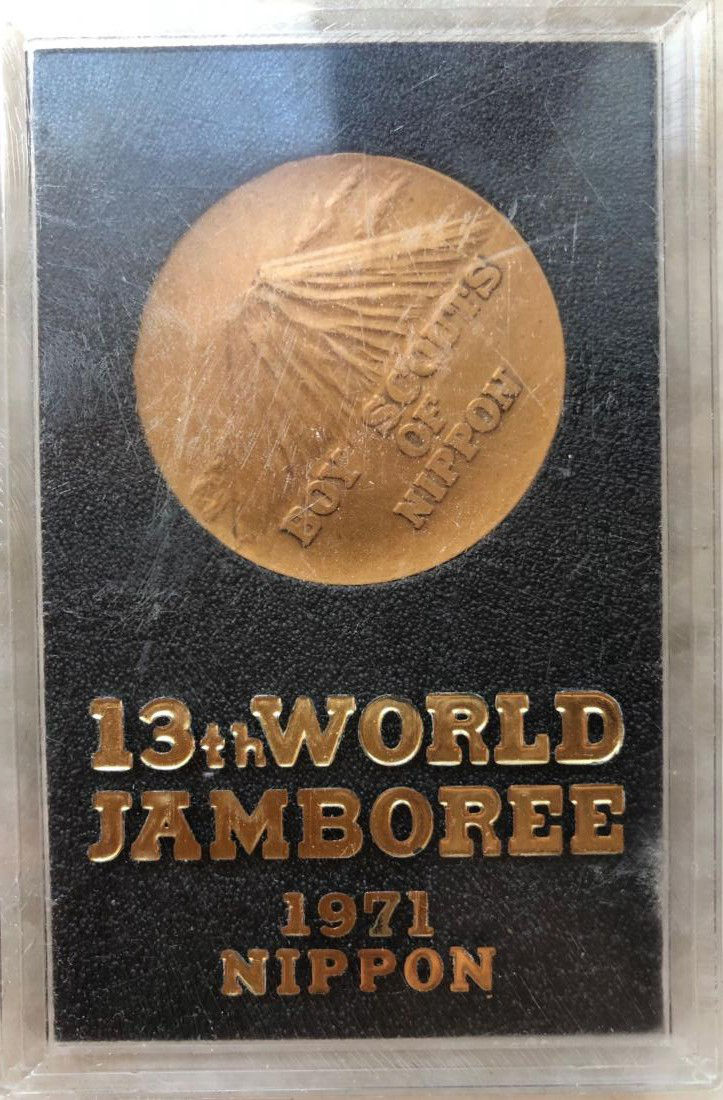 BOY SCOUTS
OF
NIPPON
13th WORLD
JAMBOREE
1971
NIPPON